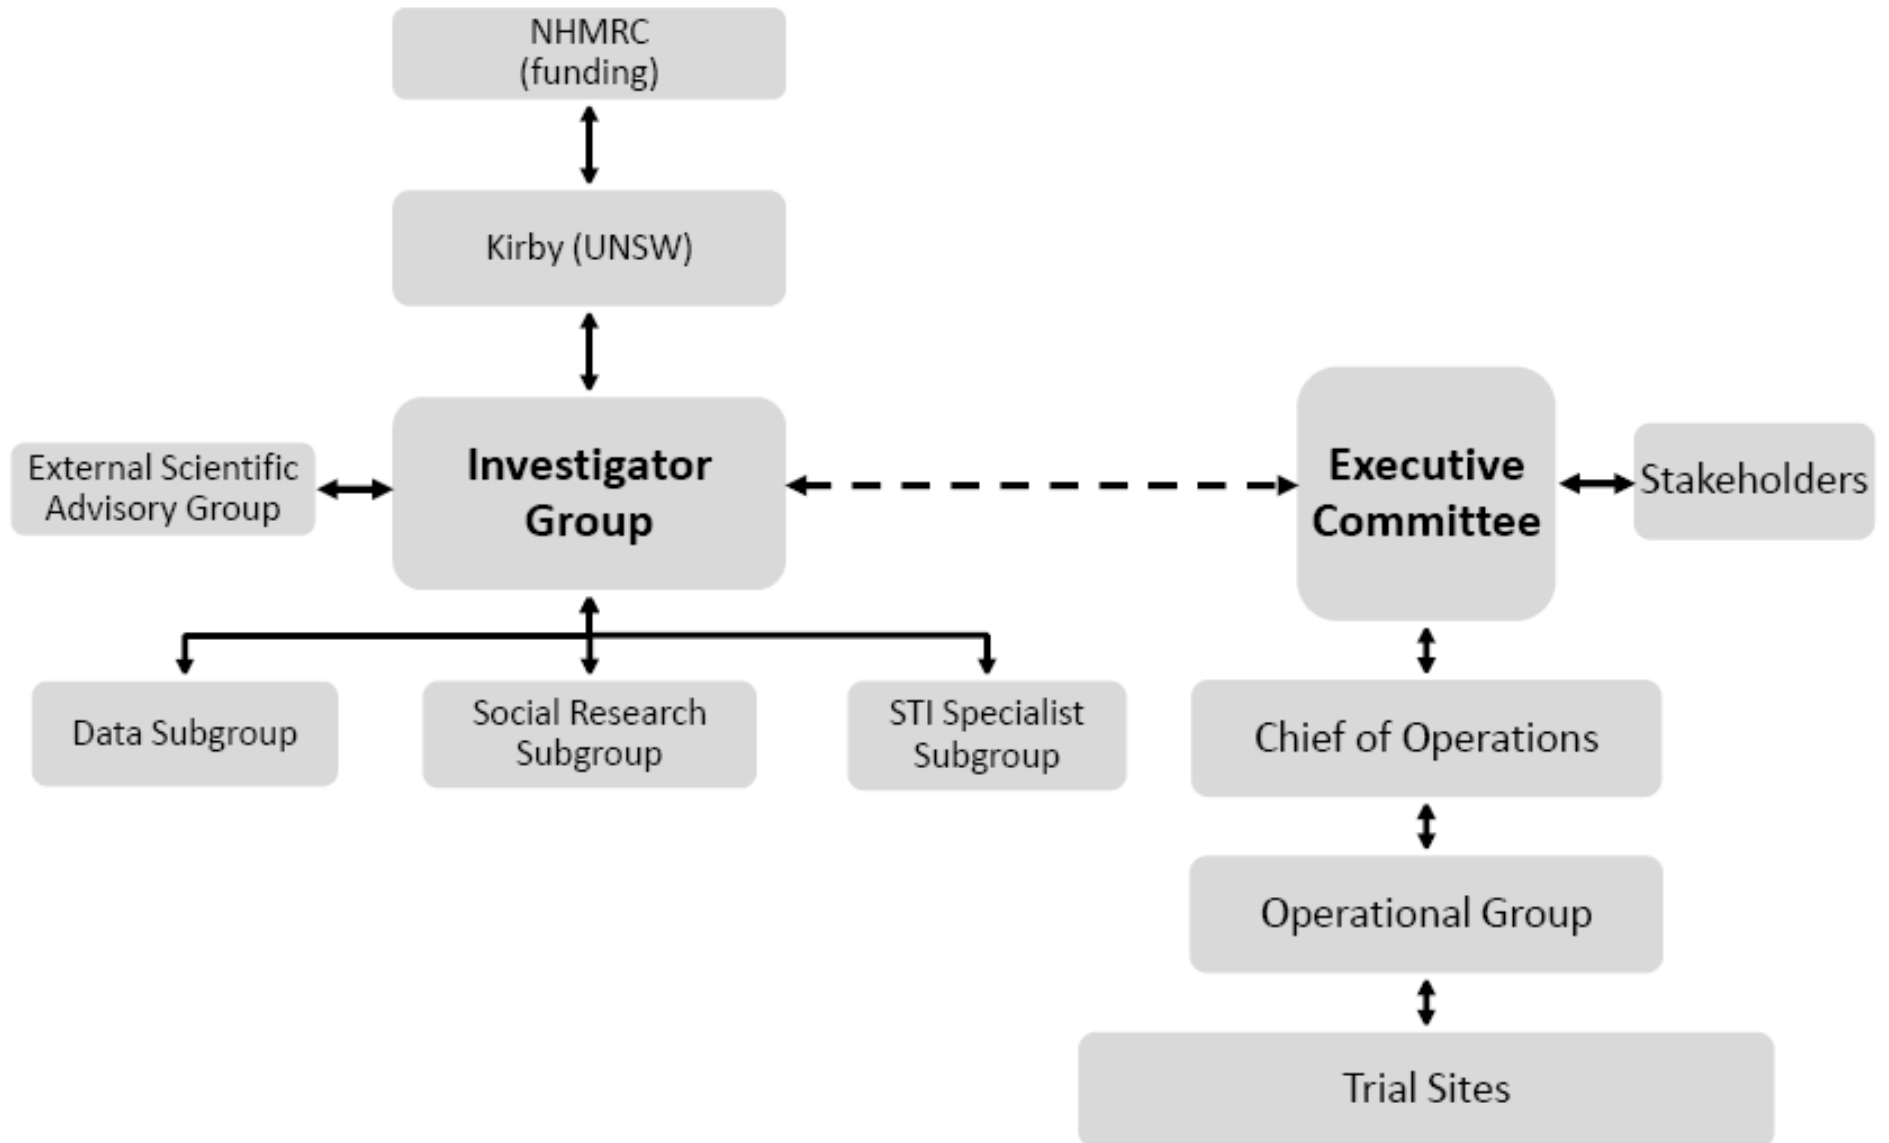 NHMRC
(funding)
Kirby (UNSW)
External Scientific
Advisory Group
Investigator
Group
Executive
Committee
Stakeholders
Data Subgroup
Social Research
Subgroup
STI Specialist
Subgroup
Chief of Operations
Operational Group
Trial Sites